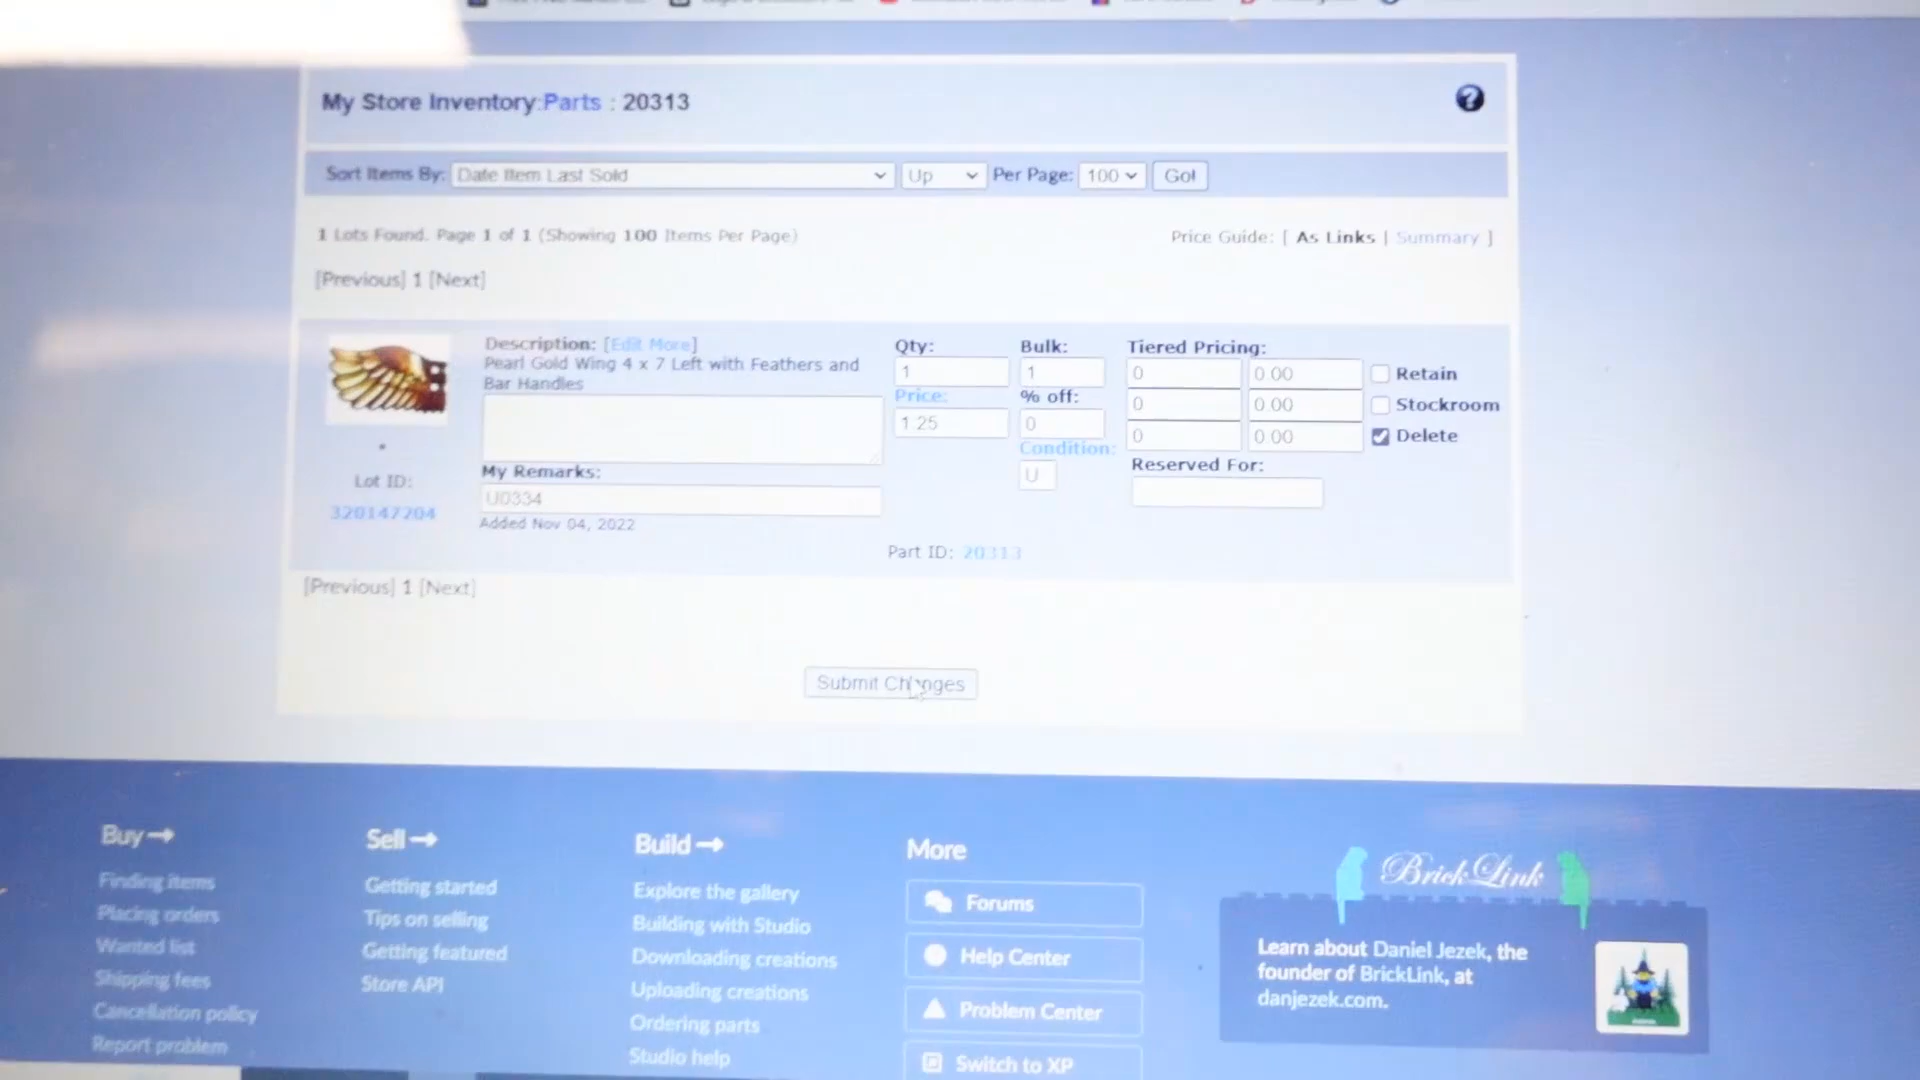 My Store Inventory:Parts : 20313
Sort Items By: Date Item Last Sold Up Per Page: 100 Go!
1 Lots Found. Page 1 of 1 (Showing 100 Items Per Page)
Price Guide: [ As Links | Summary ]
[Previous] 1 [Next]
Description: [Edit More]
Pearl Gold Wing 4 x 7 Left with Feathers and
Bar Handles
Qty:
1
Price:
1.25
Bulk:
1
% off:
0
Condition:
U
Tiered Pricing:
0 0.00
0 0.00
0 0.00
Retain
Stockroom
Delete
Reserved For:
Lot ID:
320147204
My Remarks:
U0334
Added Nov 04, 2022
Part ID: 20313
[Previous] 1 [Next]
Submit Changes
Buy
Finding items
Placing orders
Wanted list
Shipping fees
Cancellation policy
Report problem
Sell
Getting started
Tips on selling
Getting featured
Store API
Build
Explore the gallery
Building with Studio
Downloading creations
Uploading creations
Ordering parts
Studio help
More
Forums
Help Center
Problem Center
Switch to XP
BrickLink
Learn about Daniel Jezek, the
founder of BrickLink, at
danjezek.com.